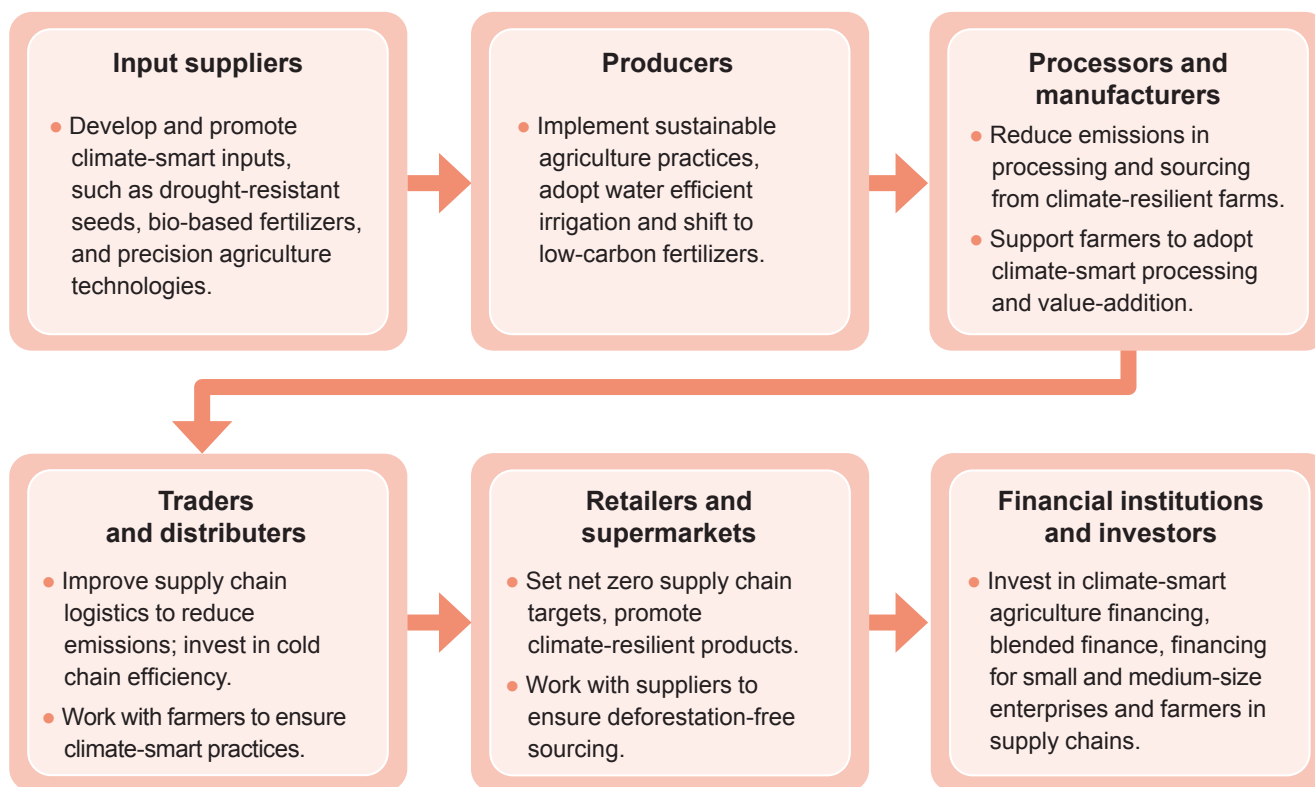 Input suppliers
• Develop and promote
climate-smart inputs,
such as drought-resistant
seeds, bio-based fertilizers,
and precision agriculture
technologies.
Producers
• Implement sustainable
agriculture practices,
adopt water efficient
irrigation and shift to
low-carbon fertilizers.
Processors and
manufacturers
• Reduce emissions in
processing and sourcing
from climate-resilient farms.
• Support farmers to adopt
climate-smart processing
and value-addition.
Traders
and distributers
• Improve supply chain
logistics to reduce
emissions; invest in cold
chain efficiency.
• Work with farmers to ensure
climate-smart practices.
Retailers and
supermarkets
• Set net zero supply chain
targets, promote
climate-resilient products.
• Work with suppliers to
ensure deforestation-free
sourcing.
Financial institutions
and investors
• Invest in climate-smart
agriculture financing,
blended finance, financing
for small and medium-size
enterprises and farmers in
supply chains.